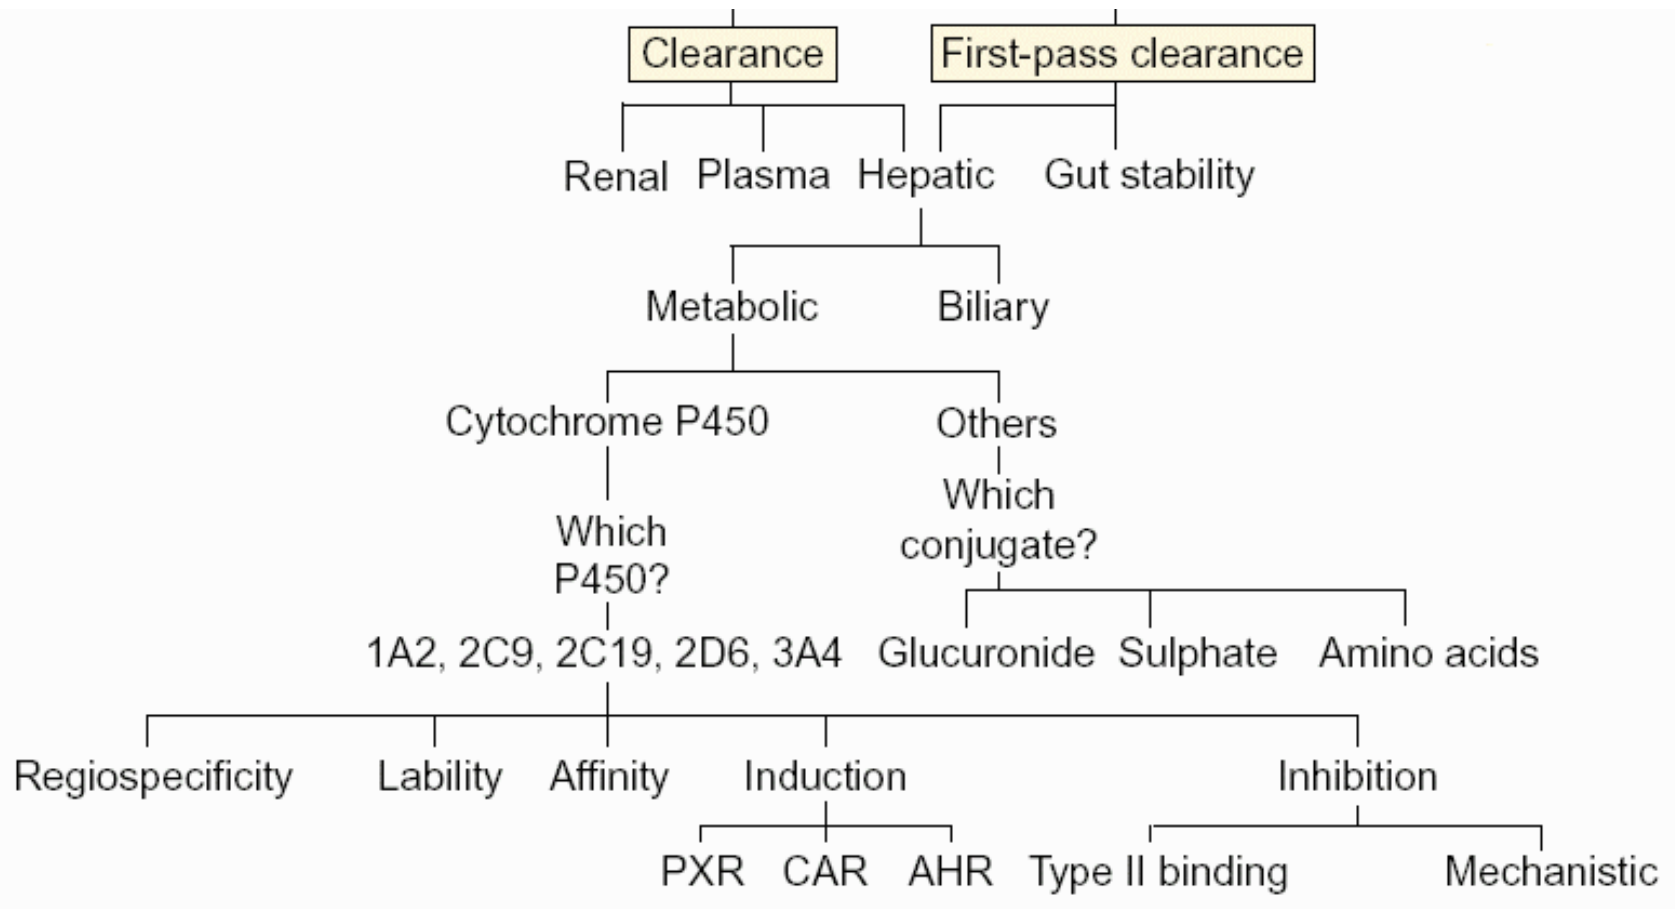 Clearance First-pass clearance
Renal Plasma Hepatic Gut stability
Metabolic Biliary
Cytochrome P450 Others
Which
conjugate?
Which
P450?
1A2, 2C9, 2C19, 2D6, 3A4 Glucuronide Sulphate Amino acids
Regiospecificity Lability Affinity Induction Inhibition
PXR CAR AHR Type II binding Mechanistic